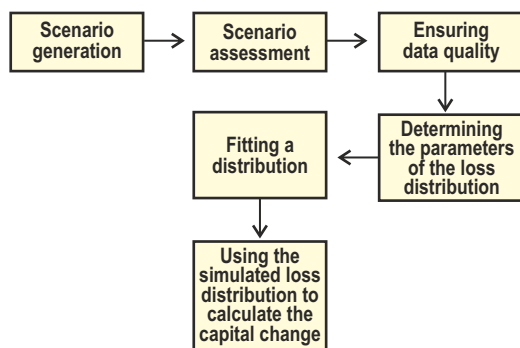 Scenario
generation
Scenario
assessment
Ensuring
data quality
Determining
the parameters
of the loss
distribution
Fitting a
distribution
Using the
simulated loss
distribution to
calculate the
capital change